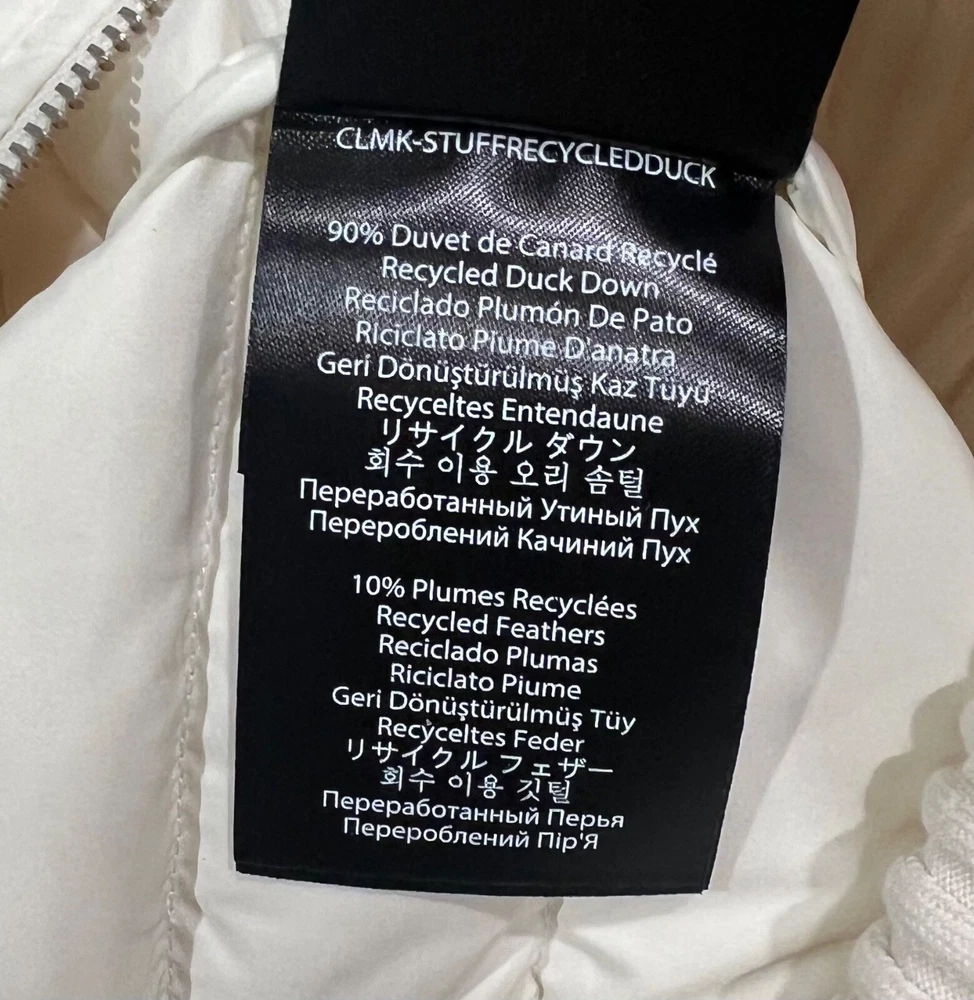 CLMK-STUFFRECYCLEDDUCK
90% Duvet de Canard Recyclé
Recycled Duck Down
Reciclado Plumón De Pato
Riciclato Piume D'anatra
Geri Dönüştürülmüş Kaz Tüyü
Recyceltes Entendaune
リサイクル ダウン
회수 이용 오리 솜털
Переработанный Утиный Пух
Перероблений Качиний Пух
10% Plumes Recyclées
Recycled Feathers
Reciclado Plumas
Riciclato Piume
Geri Dönüştürülmüş Tüy
Recyceltes Feder
リサイクル フェザー
회수 이용 깃털
Переработанный Перья
Перероблений Пір'Я